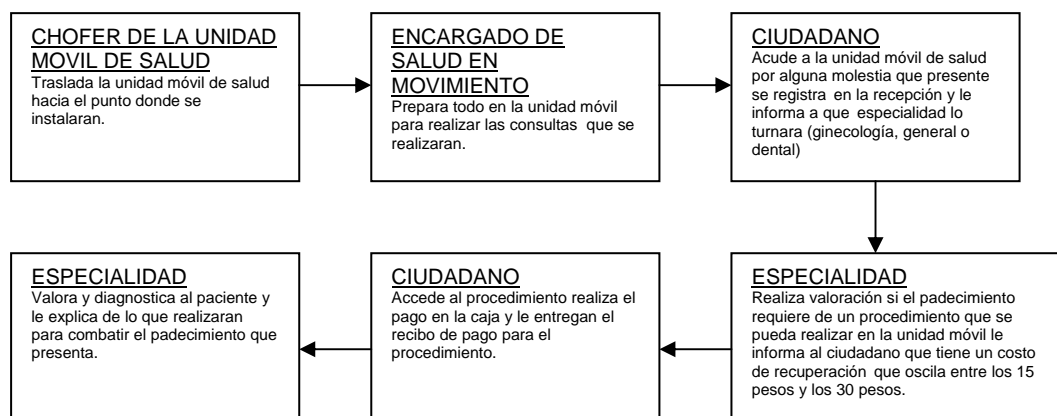 CHOFER DE LA UNIDAD
MOVIL DE SALUD
Traslada la unidad móvil de salud
hacia el punto donde se
instalaran.
ENCARGADO DE
SALUD EN
MOVIMIENTO
Prepara todo en la unidad móvil
para realizar las consultas que se
realizaran.
CIUDADANO
Acude a la unidad móvil de salud
por alguna molestia que presente
se registra en la recepción y le
informa a que especialidad lo
turnara (ginecología, general o
dental)
ESPECIALIDAD
Realiza valoración si el padecimiento
requiere de un procedimiento que se
pueda realizar en la unidad móvil le
informa al ciudadano que tiene un costo
de recuperación que oscila entre los 15
pesos y los 30 pesos.
CIUDADANO
Accede al procedimiento realiza el
pago en la caja y le entregan el
recibo de pago para el
procedimiento.
ESPECIALIDAD
Valora y diagnostica al paciente y
le explica de lo que realizaran
para combatir el padecimiento que
presenta.